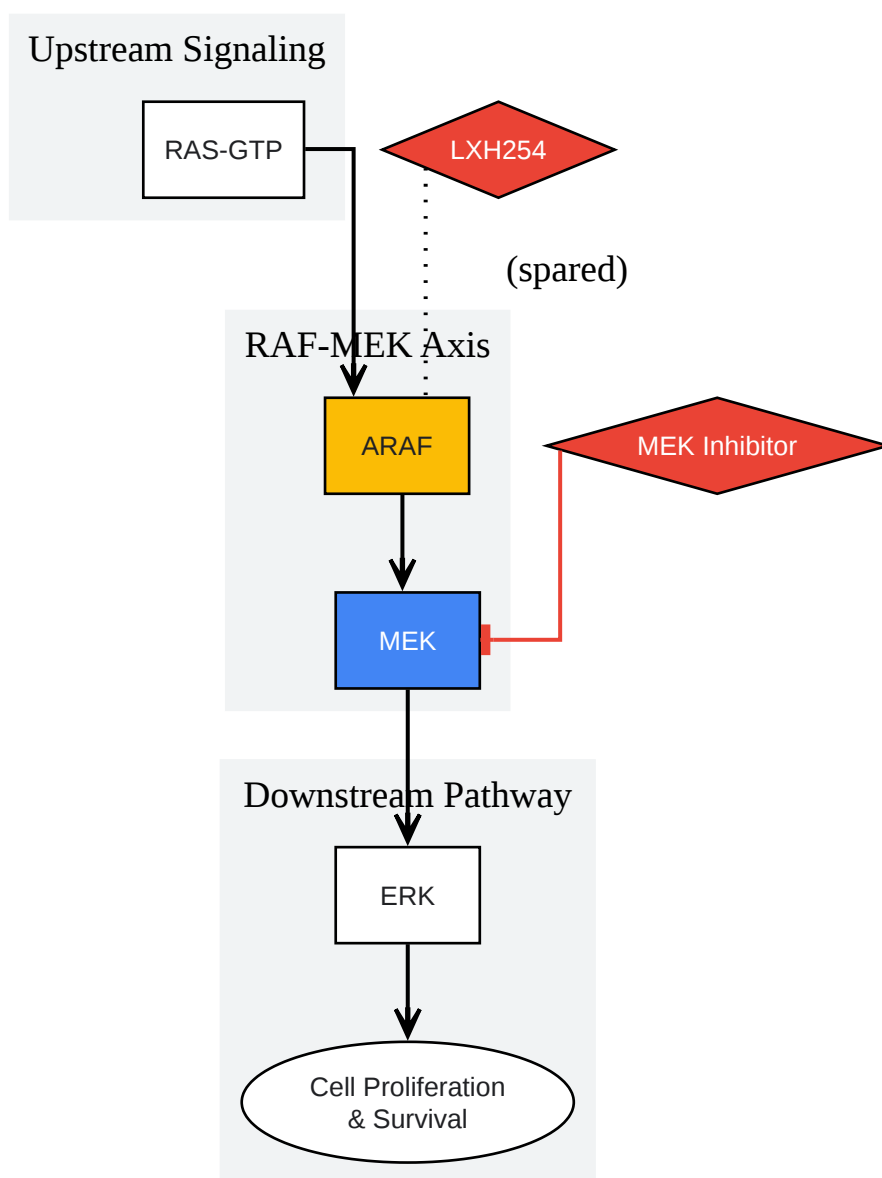 Upstream Signaling
RAS-GTP
LXH254
(spared)
RAF-MEK Axis
ARAF
MEK Inhibitor
MEK
Downstream Pathway
ERK
Cell Proliferation
& Survival